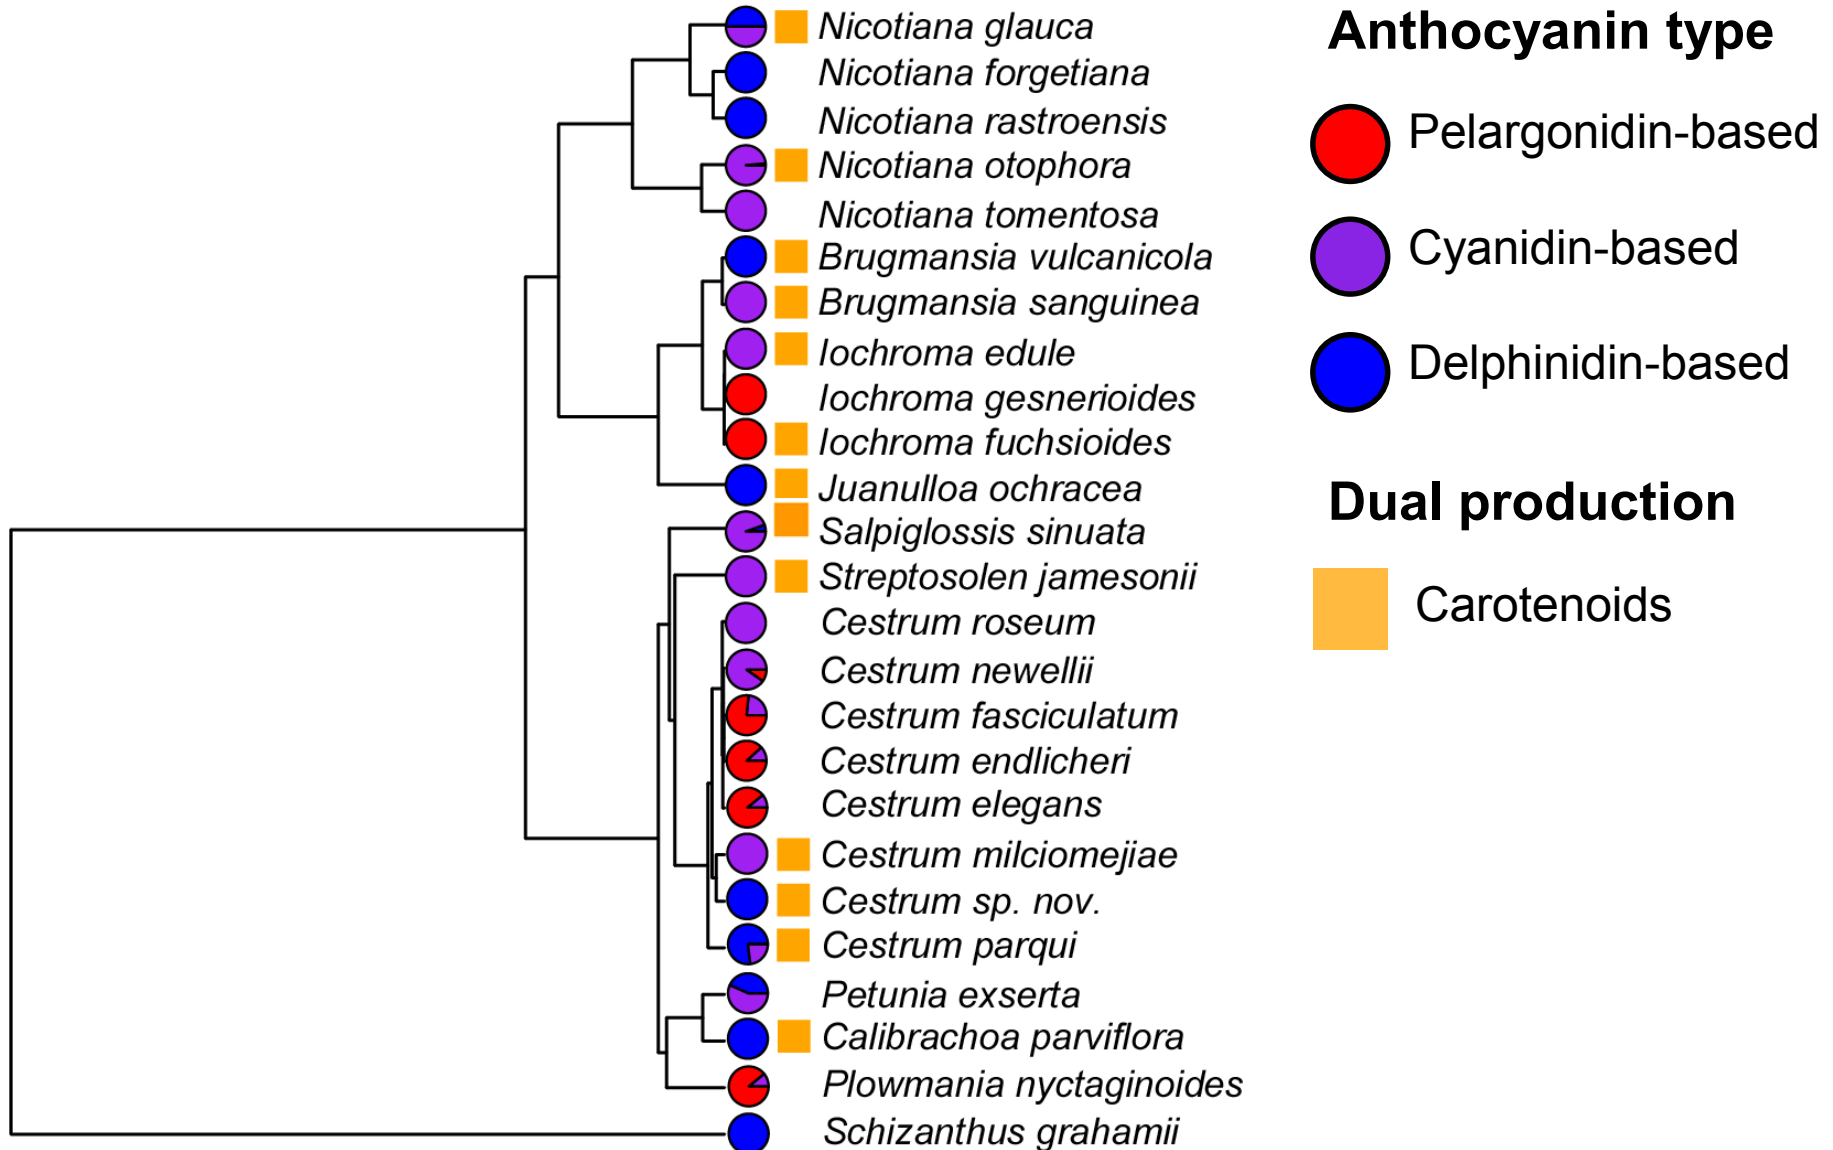 Nicotiana glauca
Nicotiana forgetiana
Nicotiana rastroensis
Nicotiana otophora
Nicotiana tomentosa
Brugmansia vulcanicola
Brugmansia sanguinea
Iochroma edule
Iochroma gesnerioides
Iochroma fuchsioides
Juanulloa ochracea
Salpiglossis sinuata
Streptosolen jamesonii
Cestrum roseum
Cestrum newellii
Cestrum fasciculatum
Cestrum endlicheri
Cestrum elegans
Cestrum milciomejiae
Cestrum sp. nov.
Cestrum parqui
Petunia exserta
Calibrachoa parviflora
Plowmania nyctaginoides
Schizanthus grahamii
Anthocyanin type
Pelargonidin-based
Cyanidin-based
Delphinidin-based
Dual production
Carotenoids